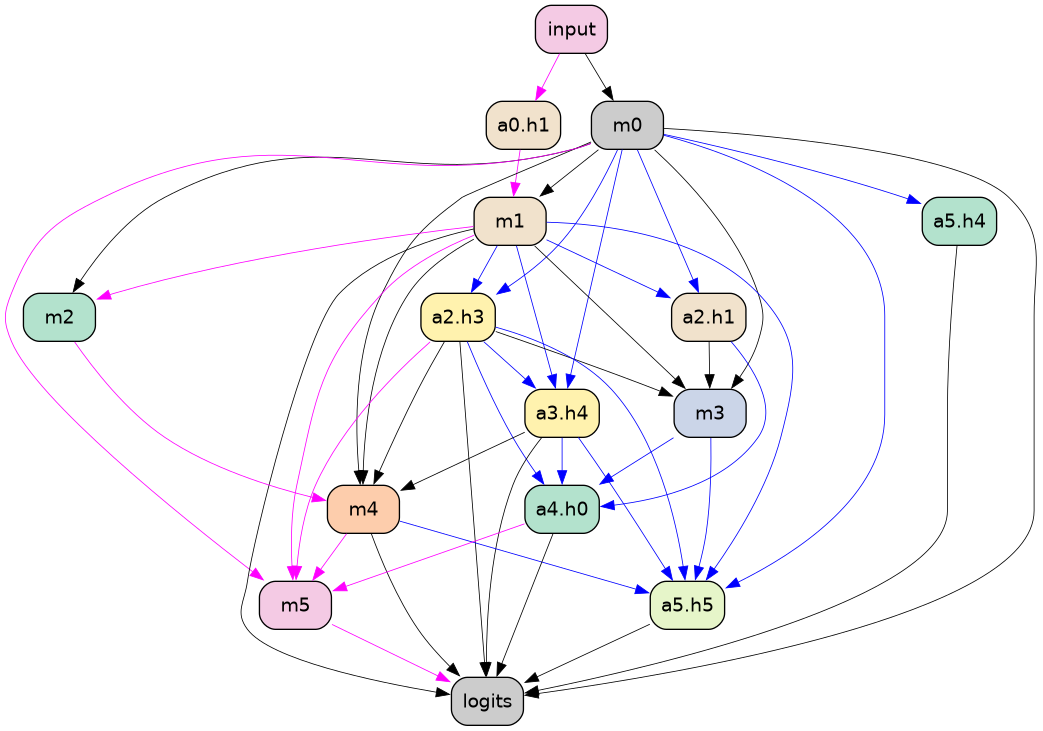 input
a0.h1
m0
m1
a5.h4
m2
a2.h3
a2.h1
a3.h4
m3
m4
a4.h0
m5
a5.h5
logits